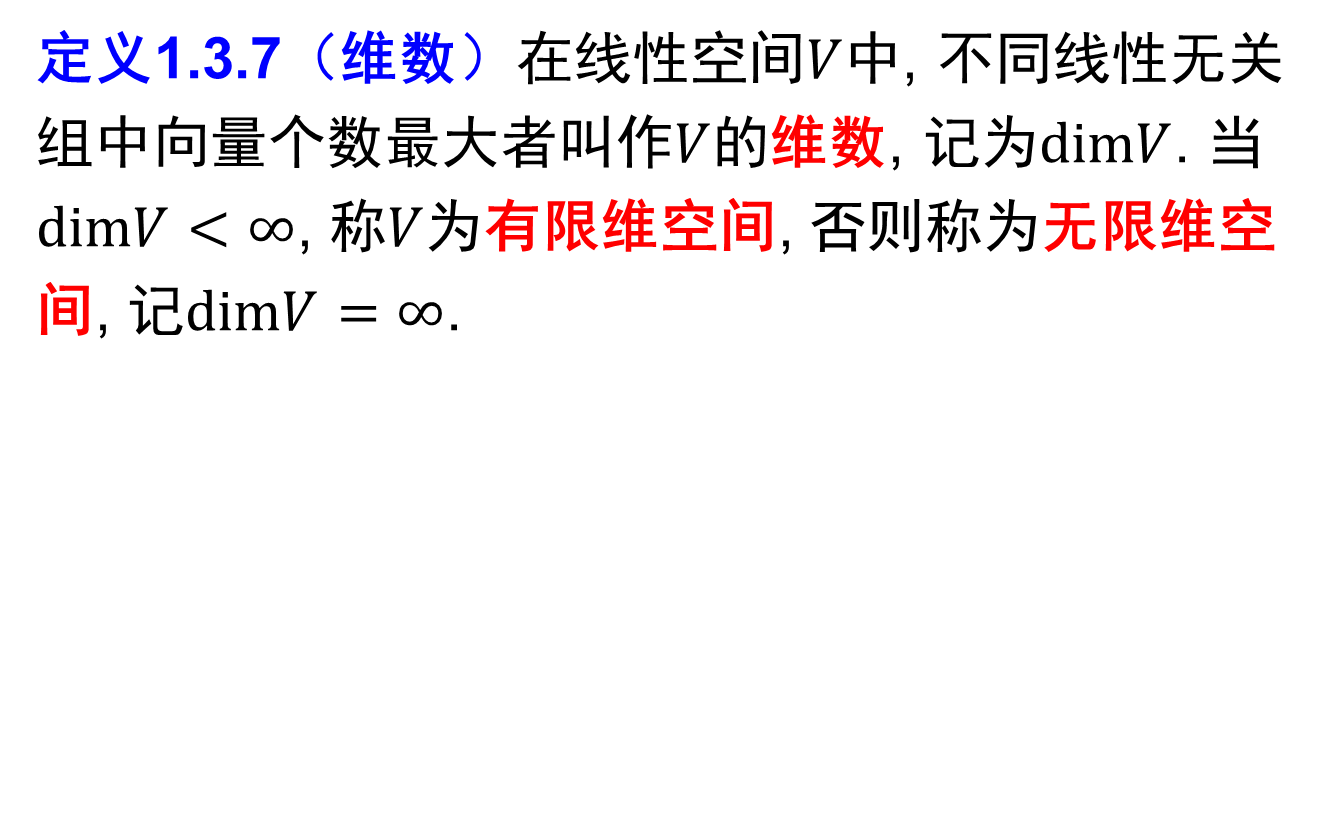 定义1.3.7（维数）在线性空间𝑉中, 不同线性无关
组中向量个数最大者叫作𝑉的维数, 记为dim𝑉. 当
dim𝑉 < ∞, 称𝑉为有限维空间, 否则称为无限维空
间, 记dim𝑉 = ∞.